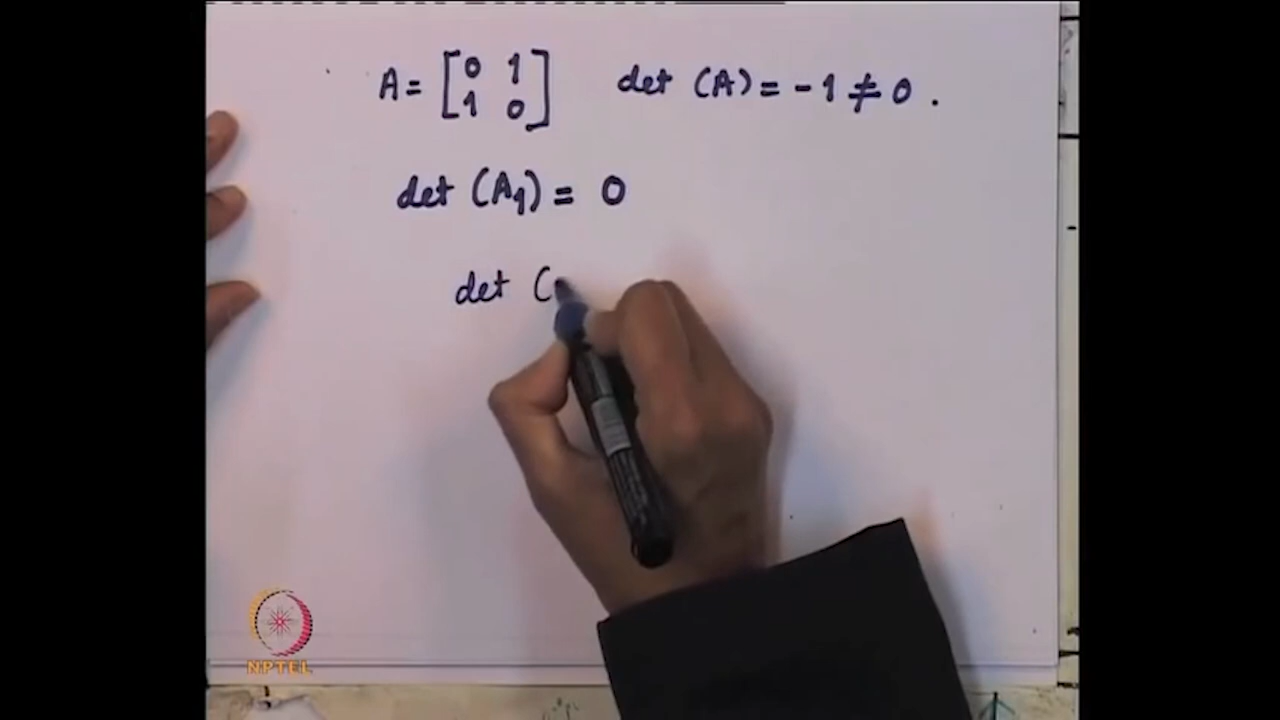 A = [0 1
1 0] det (A) = -1 ≠ 0 .
det (A₁) = 0
det (
NPTEL